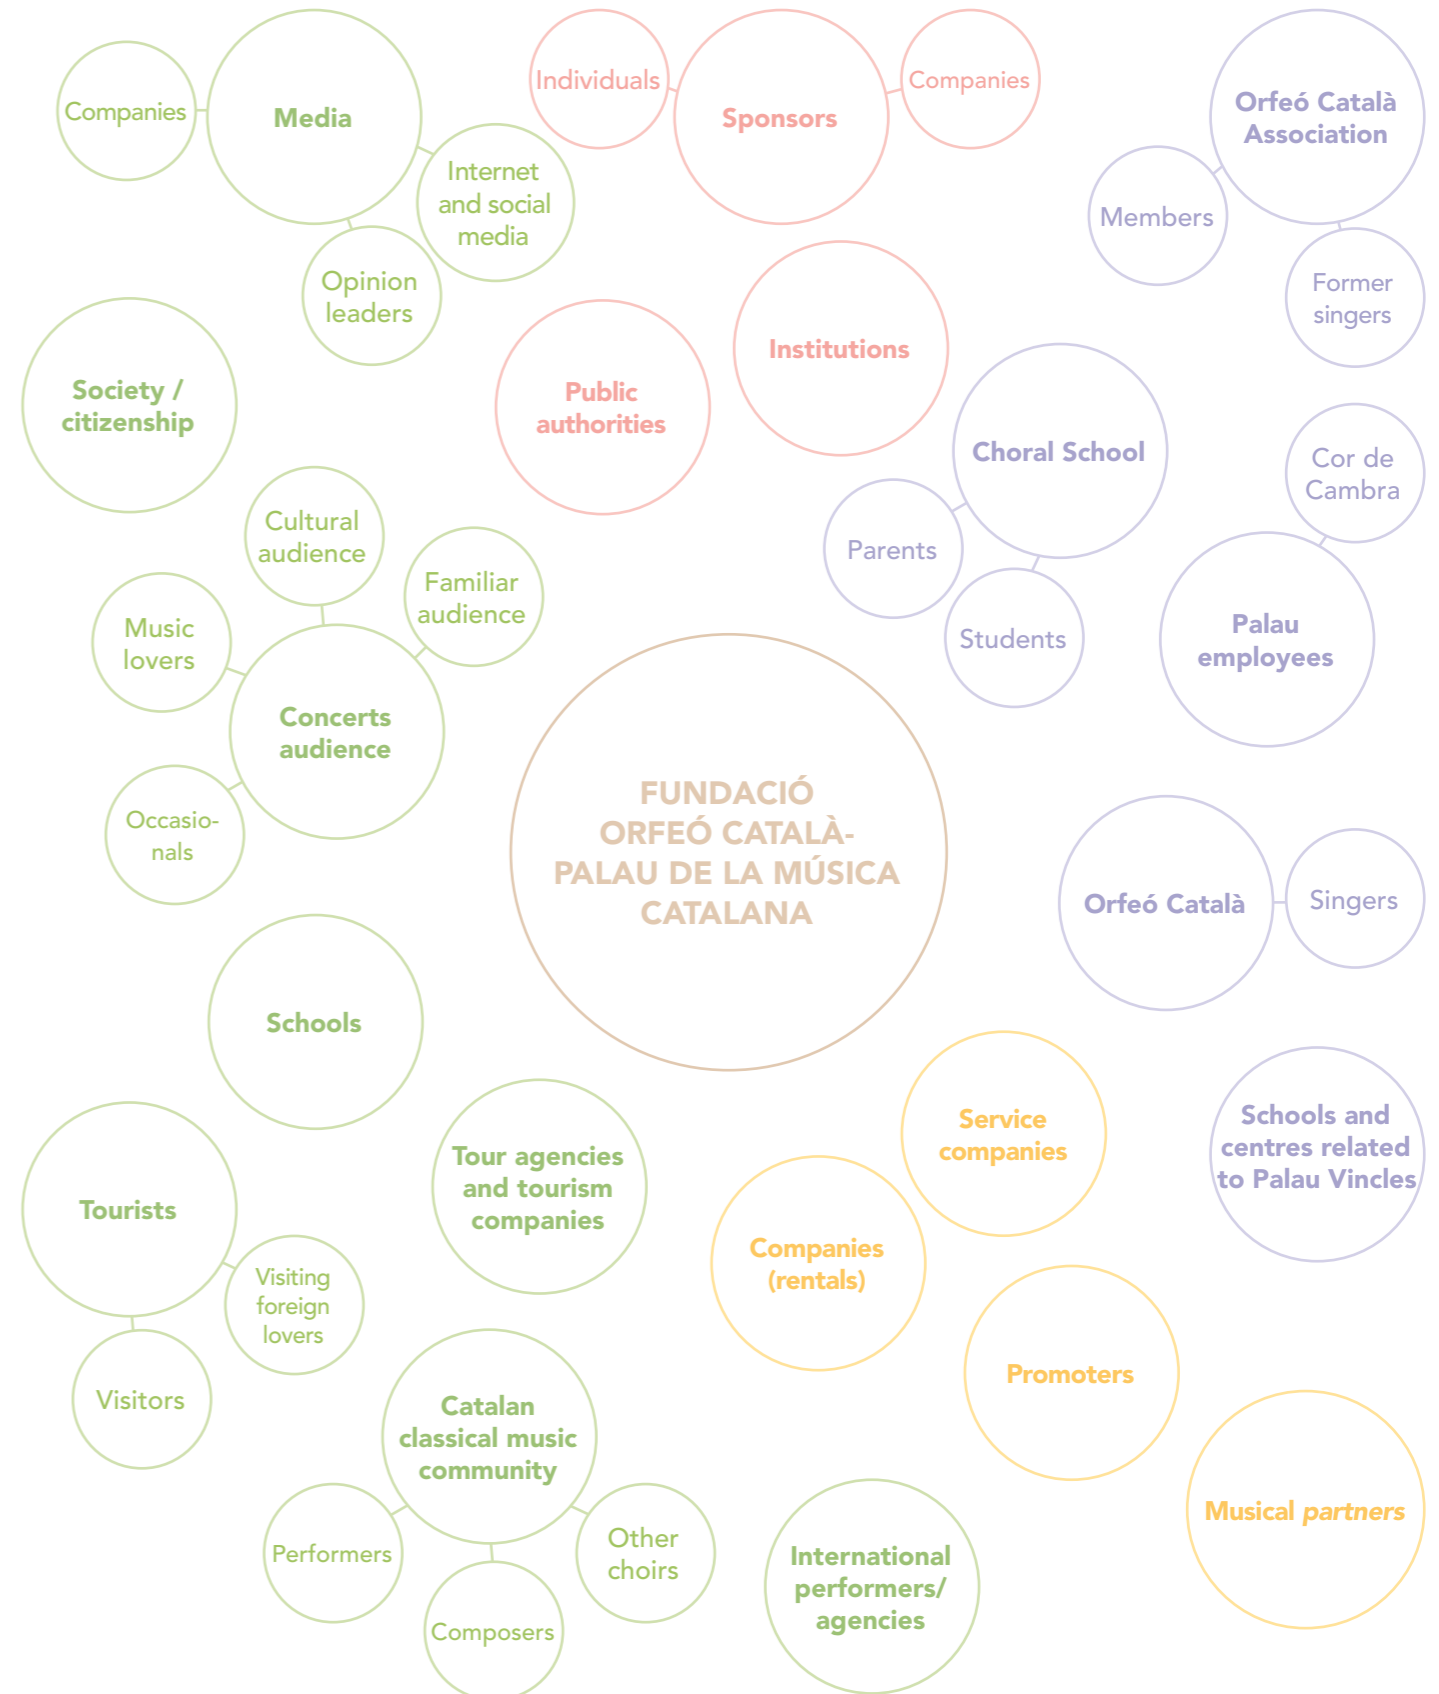 Companies
Media
Internet
and social
media
Opinion
leaders
Individuals
Sponsors
Companies
Orfeó Català
Association
Members
Former
singers
Society /
citizenship
Public
authorities
Institutions
Choral School
Parents
Students
Cor de
Cambra
Palau
employees
Cultural
audience
Familiar
audience
Music
lovers
Concerts
audience
Occasio-
nals
FUNDACIÓ
ORFEÓ CATALÀ-
PALAU DE LA MÚSICA
CATALANA
Orfeó Català
Singers
Schools
Tour agencies
and tourism
companies
Service
companies
Schools and
centres related
to Palau Vincles
Tourists
Visiting
foreign
lovers
Visitors
Companies
(rentals)
Promoters
Catalan
classical music
community
Performers
Composers
Other
choirs
International
performers/
agencies
Musical partners